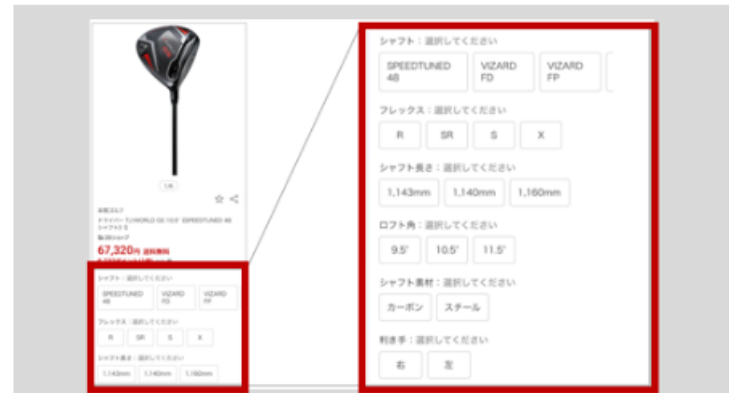 1/6
67,320円 送料無料
シャフト：選択してください
SPEEDTUNED 48
VIZARD FD
VIZARD FP
フレックス：選択してください
R
SR
S
X
シャフト長さ：選択してください
1,143mm
1,140mm
1,160mm
シャフト：選択してください
SPEEDTUNED
48
VIZARD
FD
VIZARD
FP
フレックス：選択してください
R
SR
S
X
シャフト長さ：選択してください
1,143mm
1,140mm
1,160mm
ロフト角：選択してください
9.5°
10.5°
11.5°
シャフト素材：選択してください
カーボン
スチール
利き手：選択してください
右
左